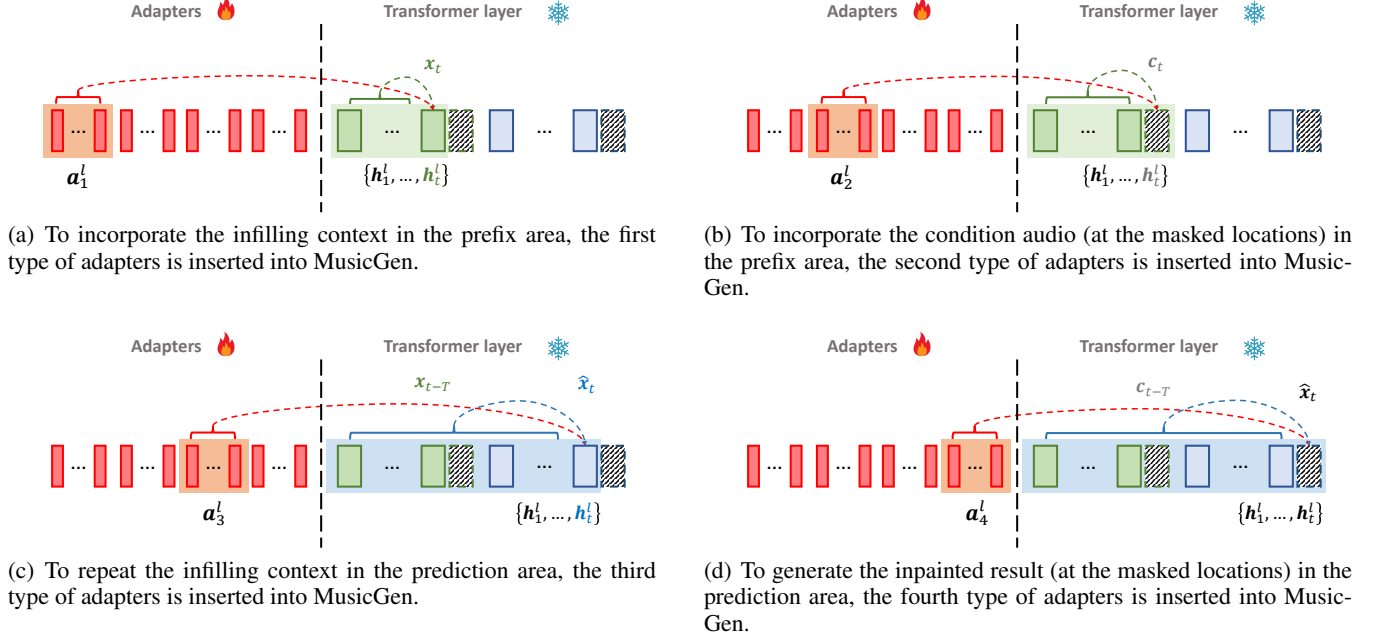 Adapters Transformer layer
x_t
... ... ... ... ... ...
a_1^l {h_1^l, ..., h_t^l}
(a) To incorporate the infilling context in the prefix area, the first
type of adapters is inserted into MusicGen.
Adapters Transformer layer
c_t
... ... ... ... ... ...
a_2^l {h_1^l, ..., h_t^l}
(b) To incorporate the condition audio (at the masked locations) in
the prefix area, the second type of adapters is inserted into Music-
Gen.
Adapters Transformer layer
x_{t-T} x̂_t
... ... ... ... ... ...
a_3^l {h_1^l, ..., h_t^l}
(c) To repeat the infilling context in the prediction area, the third
type of adapters is inserted into MusicGen.
Adapters Transformer layer
c_{t-T} x̂_t
... ... ... ... ... ...
a_4^l {h_1^l, ..., h_t^l}
(d) To generate the inpainted result (at the masked locations) in the
prediction area, the fourth type of adapters is inserted into Music-
Gen.